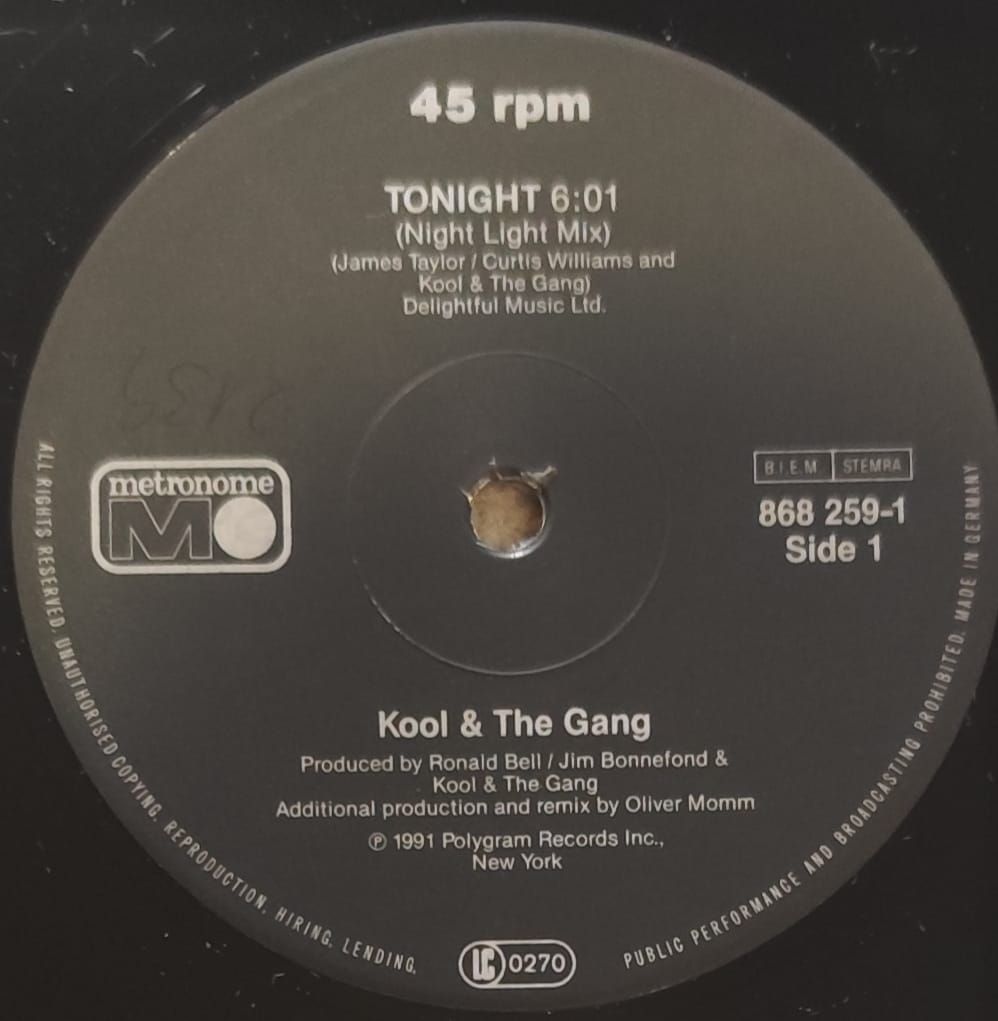 45 rpm
TONIGHT 6:01
(Night Light Mix)
(James Taylor / Curtis Williams and
Kool & The Gang)
Delightful Music Ltd.
metronome
M
B.I.E.M STEMRA
868 259-1
Side 1
Kool & The Gang
Produced by Ronald Bell / Jim Bonnefond &
Kool & The Gang
Additional production and remix by Oliver Momm
℗ 1991 Polygram Records Inc.,
New York
LC 0270
ALL RIGHTS RESERVED. UNAUTHORISED COPYING, REPRODUCTION, HIRING, LENDING, PUBLIC PERFORMANCE AND BROADCASTING PROHIBITED. MADE IN GERMANY